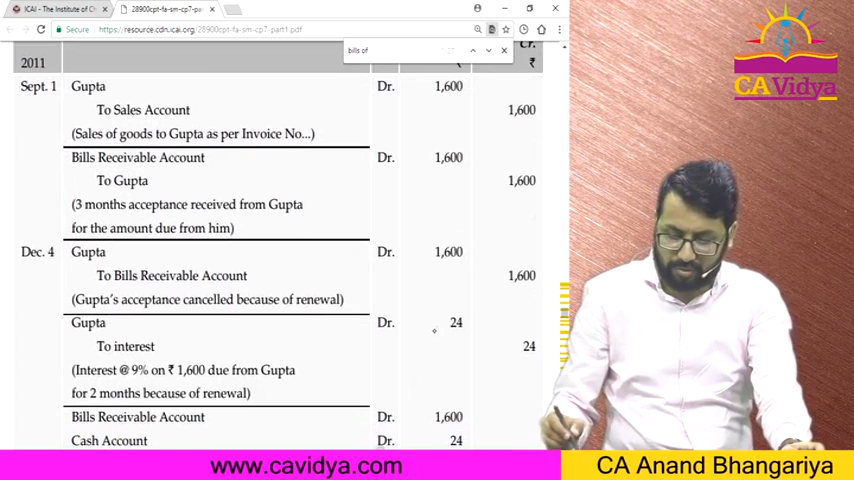 ICAI - The Institute of Ch
28900cpt-fa-sm-cp7-par
Secure https://resource.cdn.icai.org/28900cpt-fa-sm-cp7-part1.pdf
bills of
Cr.
2011 ₹ ₹
Sept. 1 Gupta Dr. 1,600
To Sales Account 1,600
(Sales of goods to Gupta as per Invoice No...)
Bills Receivable Account Dr. 1,600
To Gupta 1,600
(3 months acceptance received from Gupta
for the amount due from him)
Dec. 4 Gupta Dr. 1,600
To Bills Receivable Account 1,600
(Gupta's acceptance cancelled because of renewal)
Gupta Dr. 24
To interest 24
(Interest @ 9% on ₹ 1,600 due from Gupta
for 2 months because of renewal)
Bills Receivable Account Dr. 1,600
Cash Account Dr. 24
CA Vidya
www.cavidya.com
CA Anand Bhangariya